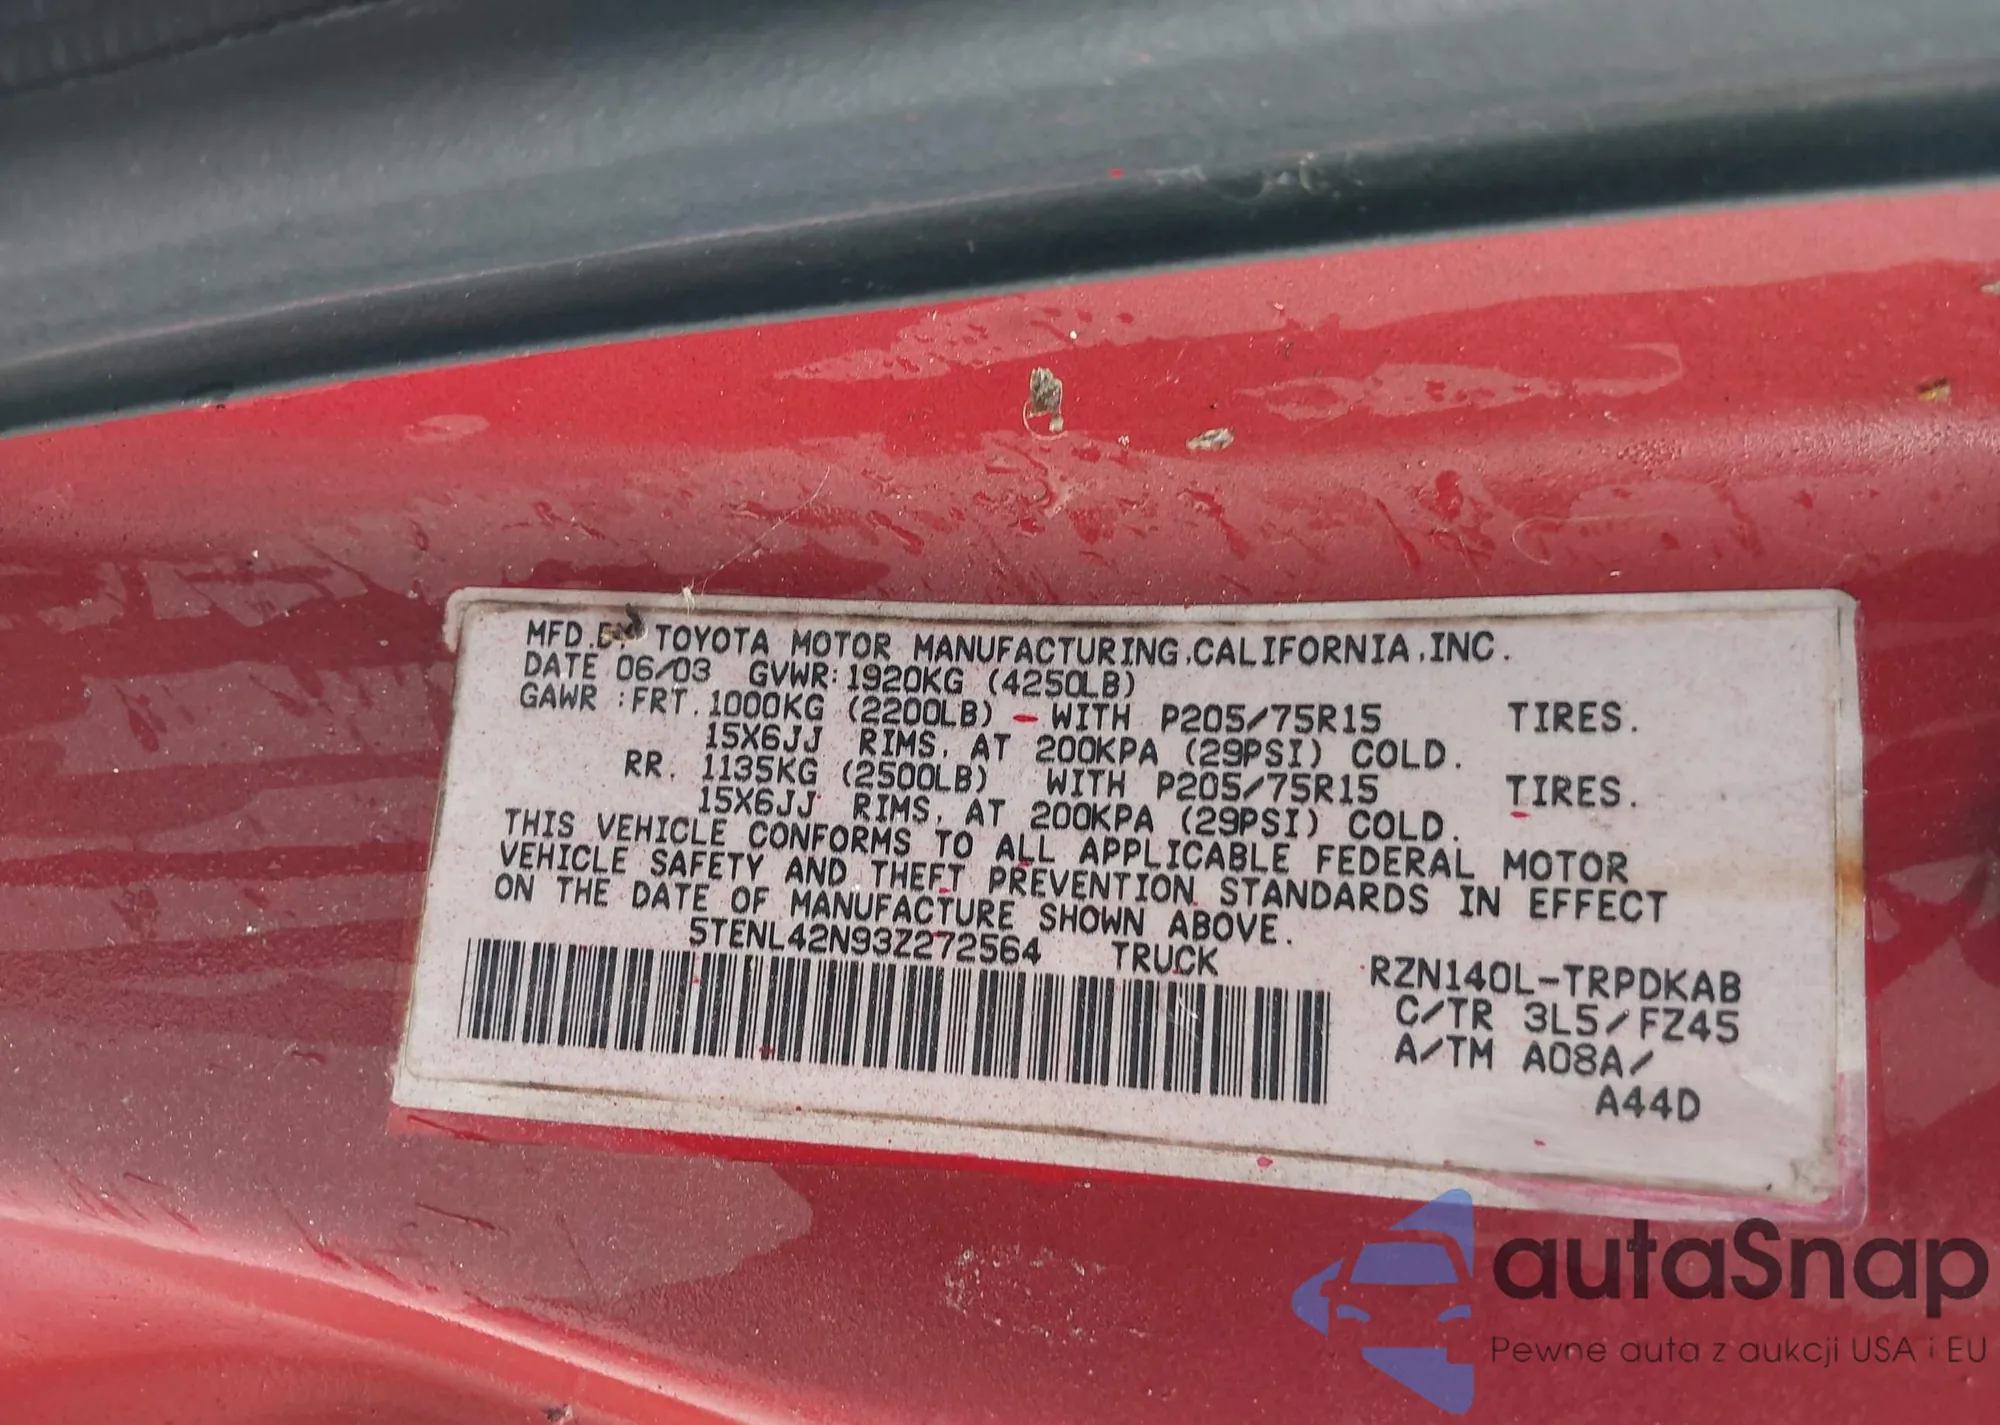 MFD.BY TOYOTA MOTOR MANUFACTURING,CALIFORNIA,INC.
DATE 06/03 GVWR:1920KG (4250LB)
GAWR :FRT. 1000KG (2200LB) WITH P205/75R15 TIRES.
15X6JJ RIMS, AT 200KPA (29PSI) COLD.
RR. 1135KG (2500LB) WITH P205/75R15 TIRES.
15X6JJ RIMS, AT 200KPA (29PSI) COLD.
THIS VEHICLE CONFORMS TO ALL APPLICABLE FEDERAL MOTOR
VEHICLE SAFETY AND THEFT PREVENTION STANDARDS IN EFFECT
ON THE DATE OF MANUFACTURE SHOWN ABOVE.
5TENL42N93Z272564 TRUCK
RZN140L-TRPDKAB
C/TR 3L5/FZ45
A/TM A08A/
A44D
autaSnap
Pewne auta z aukcji USA i EU